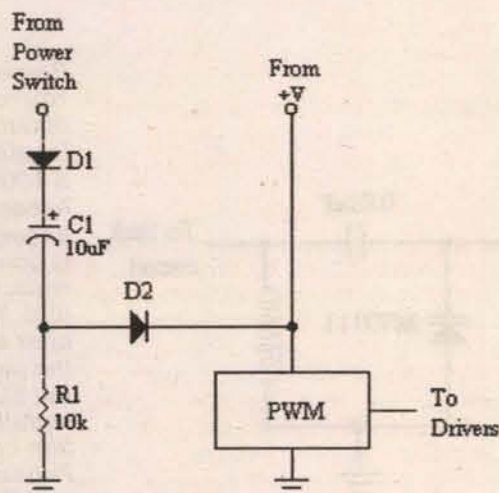 From
Power
Switch
From
+V
D1
+
C1
10uF
D2
R1
10k
PWM
To
Drivers